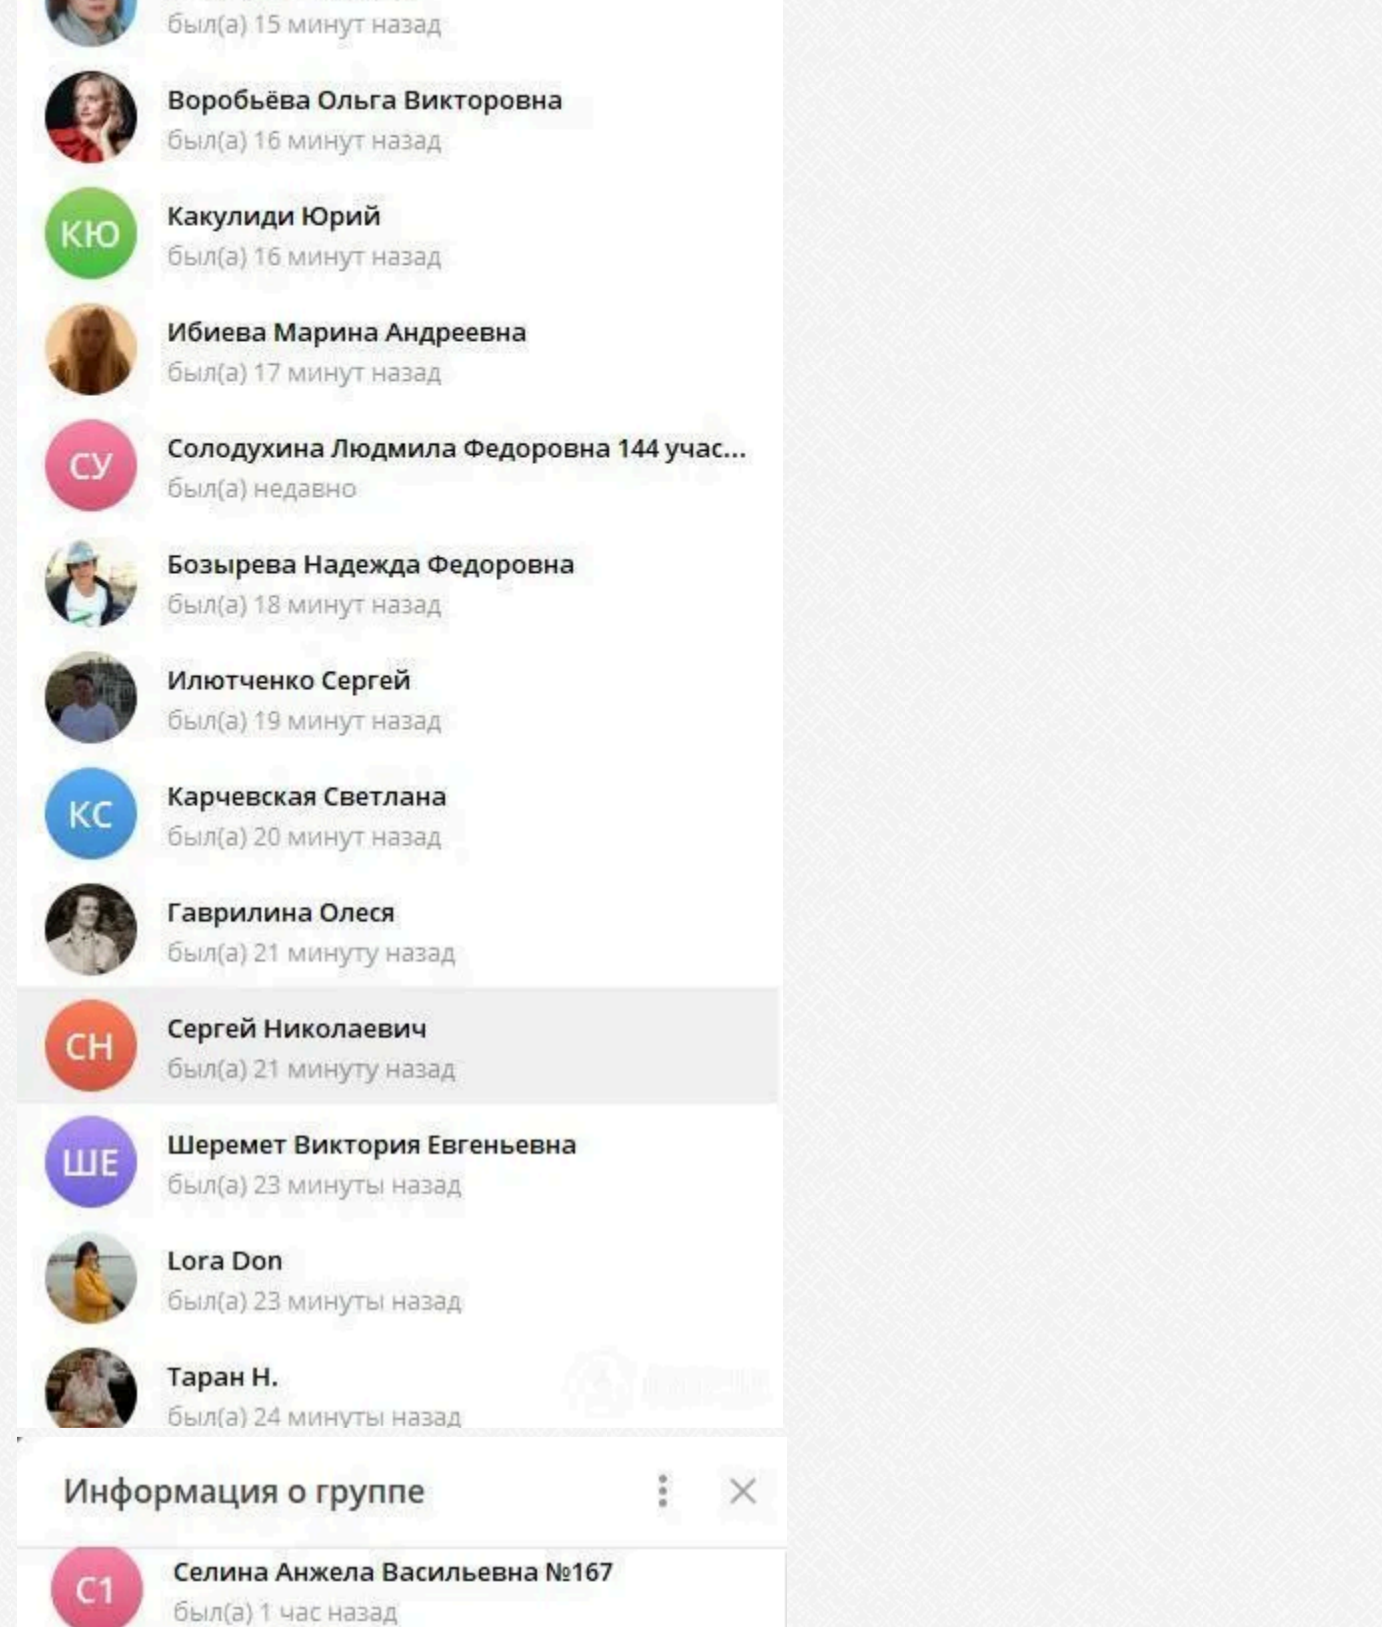 был(а) 15 минут назад
Воробьёва Ольга Викторовна
был(а) 16 минут назад
КЮ
Какулиди Юрий
был(а) 16 минут назад
Ибиева Марина Андреевна
был(а) 17 минут назад
СУ
Солодухина Людмила Федоровна 144 учас...
был(а) недавно
Бозырева Надежда Федоровна
был(а) 18 минут назад
Илютченко Сергей
был(а) 19 минут назад
КС
Карчевская Светлана
был(а) 20 минут назад
Гаврилина Олеся
был(а) 21 минуту назад
СН
Сергей Николаевич
был(а) 21 минуту назад
ШЕ
Шеремет Виктория Евгеньевна
был(а) 23 минуты назад
Lora Don
был(а) 23 минуты назад
Таран Н.
был(а) 24 минуты назад
Информация о группе
С1
Селина Анжела Васильевна №167
был(а) 1 час назад